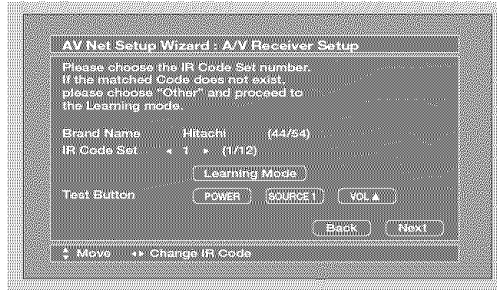 AV Net Setup Wizard : A/V Receiver Setup
Please choose the IR Code Set number.
If the matched Code does not exist,
please choose "Other" and proceed to
the Learning mode.
Brand Name Hitachi (44/54)
IR Code Set ◂ 1 ▸ (1/12)
Learning Mode
Test Button POWER SOURCE 1 VOL ▲
Back Next
Move Change IR Code